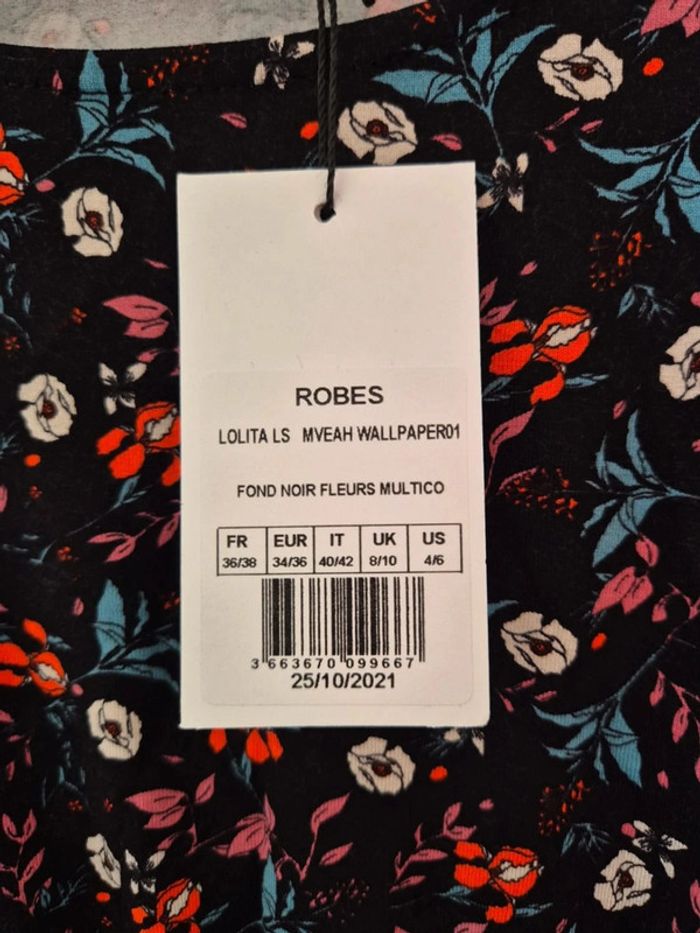 ROBES
LOLITA LS MVEAH WALLPAPER01
FOND NOIR FLEURS MULTICO
FR EUR IT UK US
36/38 34/36 40/42 8/10 4/6
3 663670 099667
25/10/2021